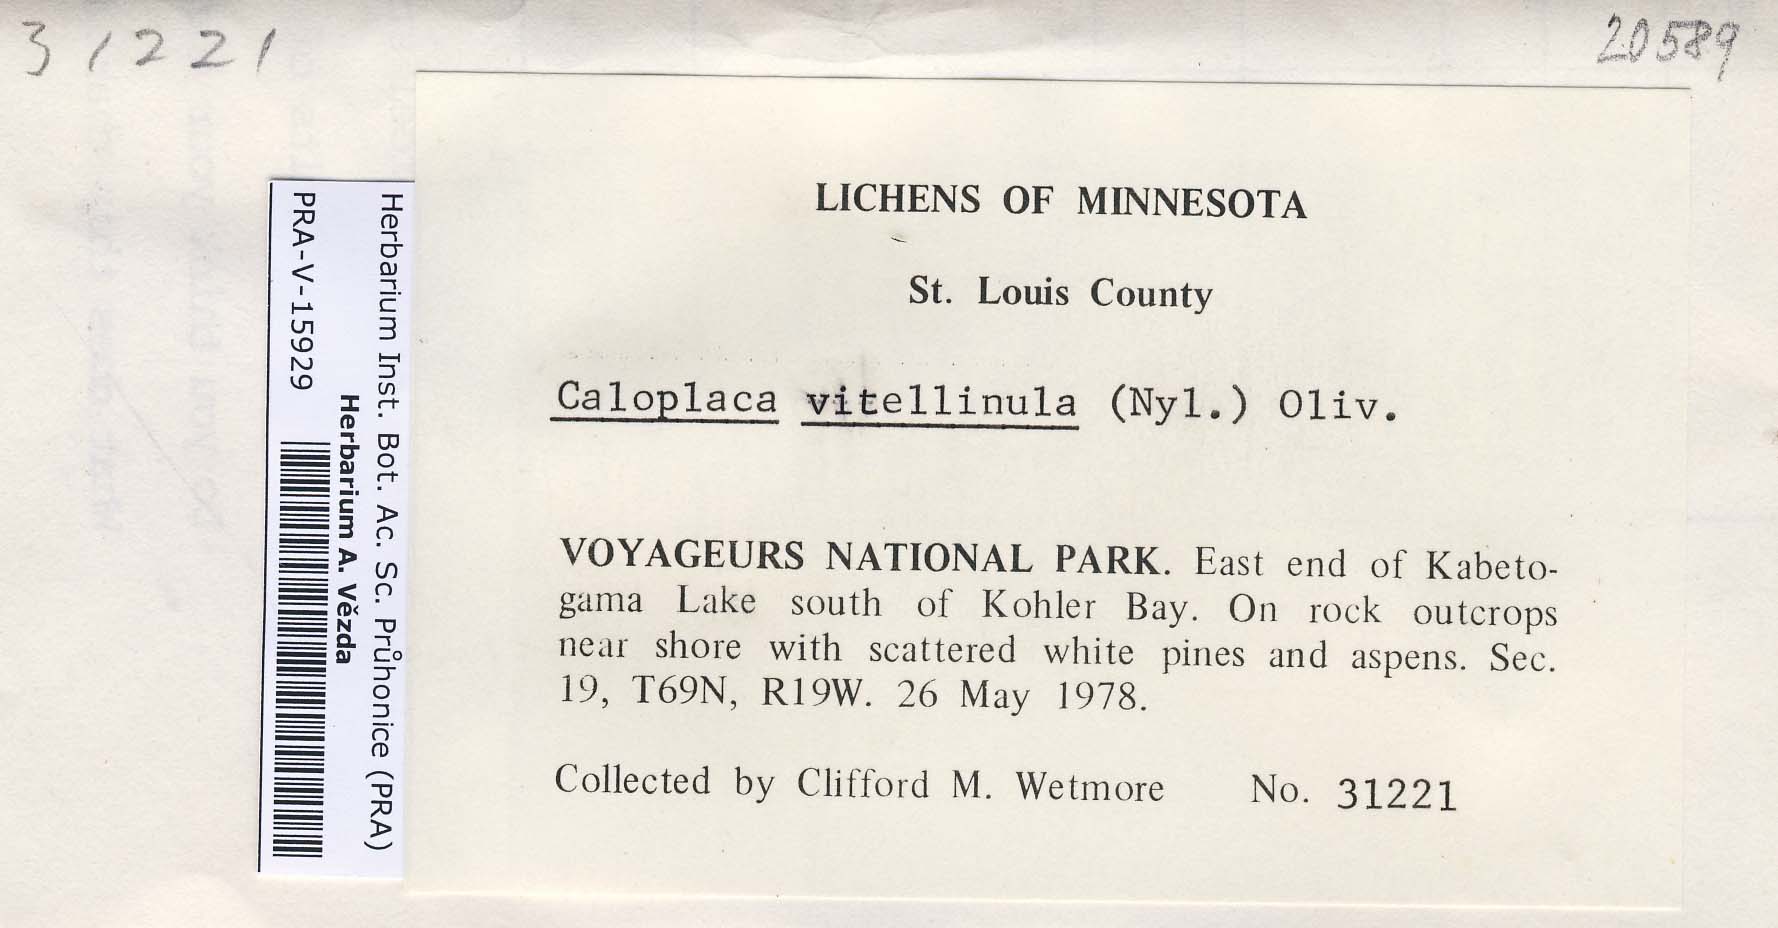 31221
20589
LICHENS OF MINNESOTA
St. Louis County
Caloplaca vitellinula (Nyl.) Oliv.
VOYAGEURS NATIONAL PARK. East end of Kabeto-
gama Lake south of Kohler Bay. On rock outcrops
near shore with scattered white pines and aspens. Sec.
19, T69N, R19W. 26 May 1978.
Collected by Clifford M. Wetmore No. 31221
Herbarium Inst. Bot. Ac. Sc. Průhonice (PRA)
Herbarium A. Vězda
PRA-V-15929